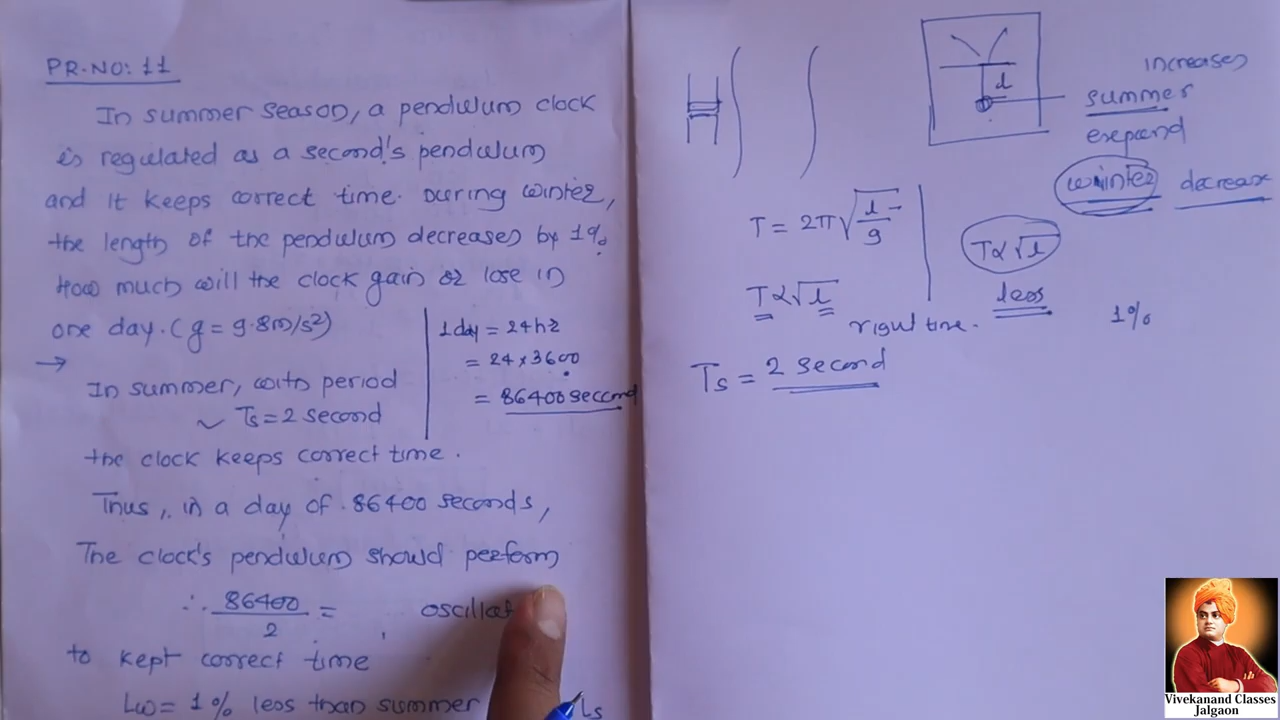 PR.NO: 11
In summer season, a pendulum clock
is regulated as a second's pendulum
and it keeps correct time. During winter,
the length of the pendulum decreases by 1%.
How much will the clock gain or lose in
one day. (g = 9.8m/s²)
→
In summer, with period
~ Ts = 2 second
1 day = 24 hr
= 24 × 3600
= 86400 second
the clock keeps correct time.
Thus, in a day of 86400 seconds,
The clock's pendulum should perform
∴ 86400/2 = oscillat
to kept correct time
Lw = 1% less than summer Ls
l
increases
summer
exepand
winter decrease
T = 2π√(l/g)
T∝√l
T∝√l
less
right time.
1%
Ts = 2 second
Vivekanand Classes
Jalgaon